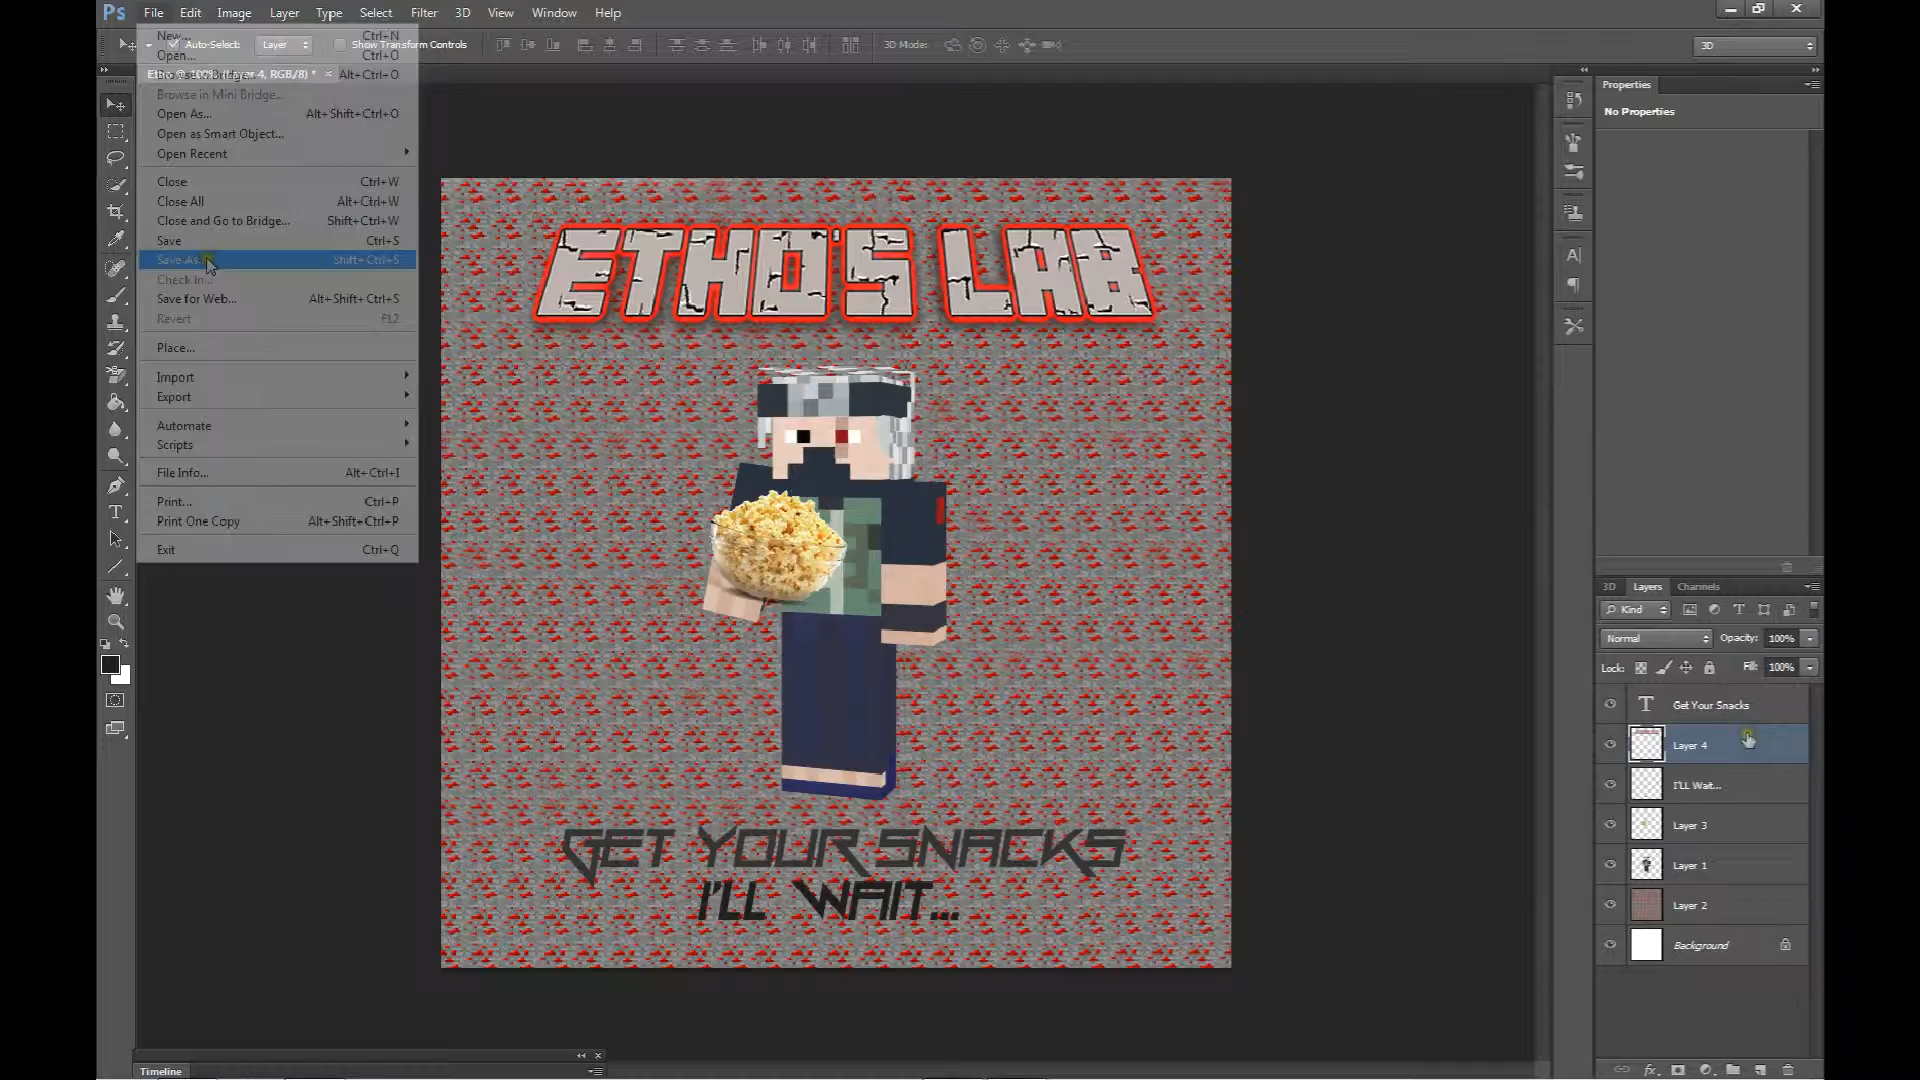 Ps File Edit Image Layer Type Select Filter 3D View Window Help
Auto-Select: Layer Show Transform Controls 3D Mode: 3D
New... Ctrl+N
Open... Ctrl+O
Alt+Ctrl+O
Browse in Mini Bridge...
Open As... Alt+Shift+Ctrl+O
Open as Smart Object...
Open Recent
Close Ctrl+W
Close All Alt+Ctrl+W
Close and Go to Bridge... Shift+Ctrl+W
Save Ctrl+S
Save As... Shift+Ctrl+S
Check In...
Save for Web... Alt+Shift+Ctrl+S
Revert F12
Place...
Import
Export
Automate
Scripts
File Info... Alt+Ctrl+I
Print... Ctrl+P
Print One Copy Alt+Shift+Ctrl+P
Exit Ctrl+Q
ETHO'S LAB
GET YOUR SNACKS
I'LL WAIT...
Properties
No Properties
3D Layers Channels
Kind
Normal Opacity: 100%
Lock: Fill: 100%
Get Your Snacks
Layer 4
I'LL Wait...
Layer 3
Layer 1
Layer 2
Background
Timeline